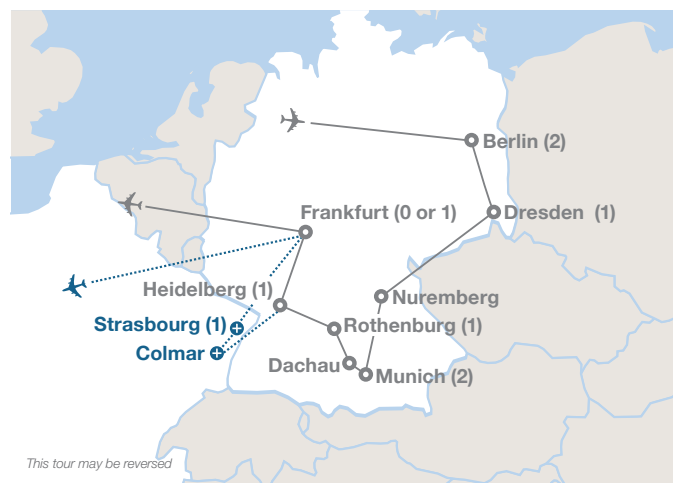 Berlin (2)
Frankfurt (0 or 1)
Dresden (1)
Heidelberg (1)
Nuremberg
Strasbourg (1)
Rothenburg (1)
Colmar
Dachau
Munich (2)
This tour may be reversed